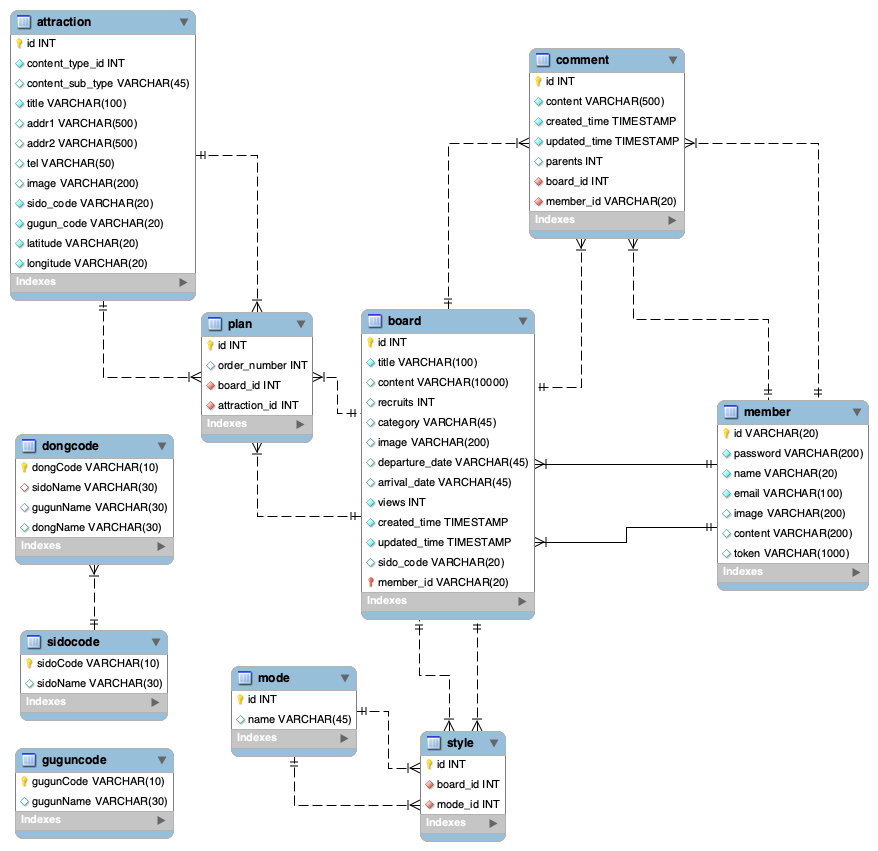 attraction
id INT
content_type_id INT
content_sub_type VARCHAR(45)
title VARCHAR(100)
addr1 VARCHAR(500)
addr2 VARCHAR(500)
tel VARCHAR(50)
image VARCHAR(200)
sido_code VARCHAR(20)
gugun_code VARCHAR(20)
latitude VARCHAR(20)
longitude VARCHAR(20)
Indexes
comment
id INT
content VARCHAR(500)
created_time TIMESTAMP
updated_time TIMESTAMP
parents INT
board_id INT
member_id VARCHAR(20)
Indexes
plan
id INT
order_number INT
board_id INT
attraction_id INT
Indexes
board
id INT
title VARCHAR(100)
content VARCHAR(10000)
recruits INT
category VARCHAR(45)
image VARCHAR(200)
departure_date VARCHAR(45)
arrival_date VARCHAR(45)
views INT
created_time TIMESTAMP
updated_time TIMESTAMP
sido_code VARCHAR(20)
member_id VARCHAR(20)
Indexes
member
id VARCHAR(20)
password VARCHAR(200)
name VARCHAR(20)
email VARCHAR(100)
image VARCHAR(200)
content VARCHAR(200)
token VARCHAR(1000)
Indexes
dongcode
dongCode VARCHAR(10)
sidoName VARCHAR(30)
gugunName VARCHAR(30)
dongName VARCHAR(30)
Indexes
sidocode
sidoCode VARCHAR(10)
sidoName VARCHAR(30)
Indexes
mode
id INT
name VARCHAR(45)
Indexes
style
id INT
board_id INT
mode_id INT
Indexes
guguncode
gugunCode VARCHAR(10)
gugunName VARCHAR(30)
Indexes